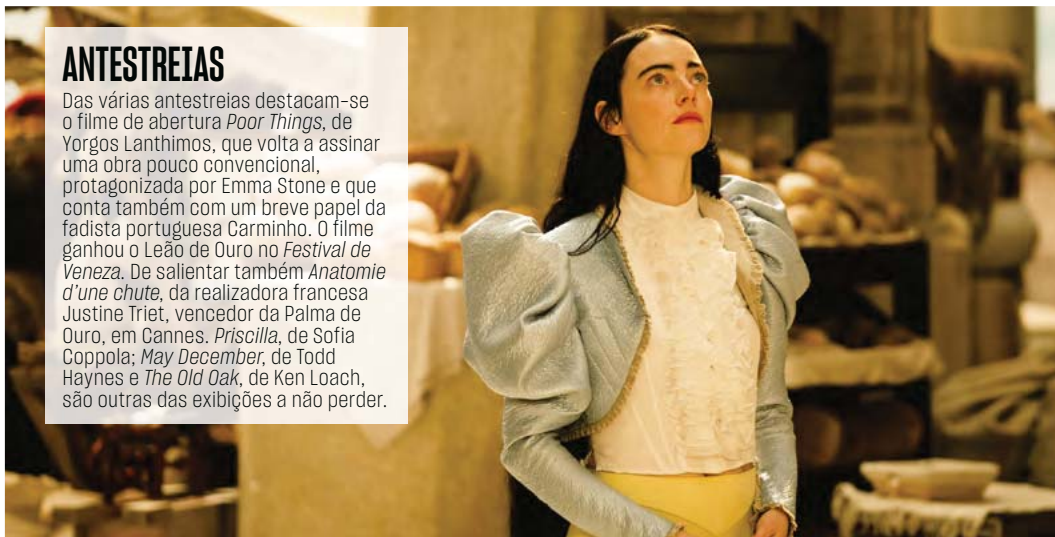 ANTESTREIAS
Das várias antestreias destacam-se
o filme de abertura Poor Things, de
Yorgos Lanthimos, que volta a assinar
uma obra pouco convencional,
protagonizada por Emma Stone e que
conta também com um breve papel da
fadista portuguesa Carminho. O filme
ganhou o Leão de Ouro no Festival de
Veneza. De salientar também Anatomie
d'une chute, da realizadora francesa
Justine Triet, vencedor da Palma de
Ouro, em Cannes. Priscilla, de Sofia
Coppola; May December, de Todd
Haynes e The Old Oak, de Ken Loach,
são outras das exibições a não perder.